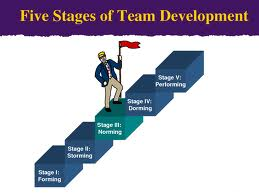 Five Stages of Team Development
Stage V:
Performing
Stage IV:
Dorming
Stage III:
Norming
Stage II:
Storming
Stage I:
Forming